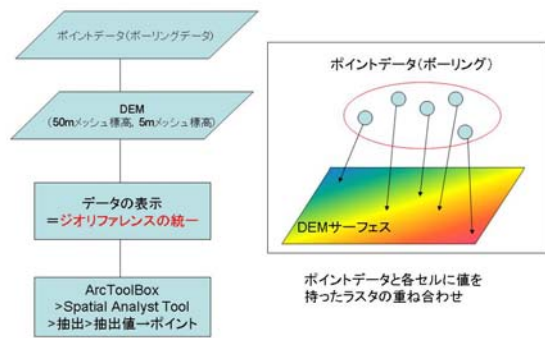 ポイントデータ(ボーリングデータ)
DEM
(50mメッシュ標高, 5mメッシュ標高)
データの表示
=ジオリファレンスの統一
ArcToolBox
>Spatial Analyst Tool
>抽出>抽出値→ポイント
ポイントデータ(ボーリング)
DEMサーフェス
ポイントデータと各セルに値を
持ったラスタの重ね合わせ